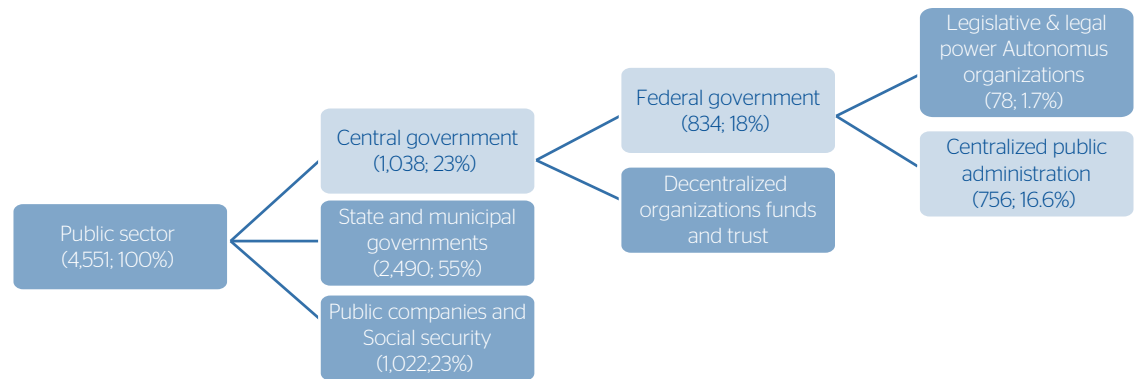 Public sector
(4,551; 100%)
Central government
(1,038; 23%)
State and municipal
governments
(2,490; 55%)
Public companies and
Social security
(1,022;23%)
Federal government
(834; 18%)
Decentralized
organizations funds
and trust
Legislative & legal
power Autonomus
organizations
(78; 1.7%)
Centralized public
administration
(756; 16.6%)